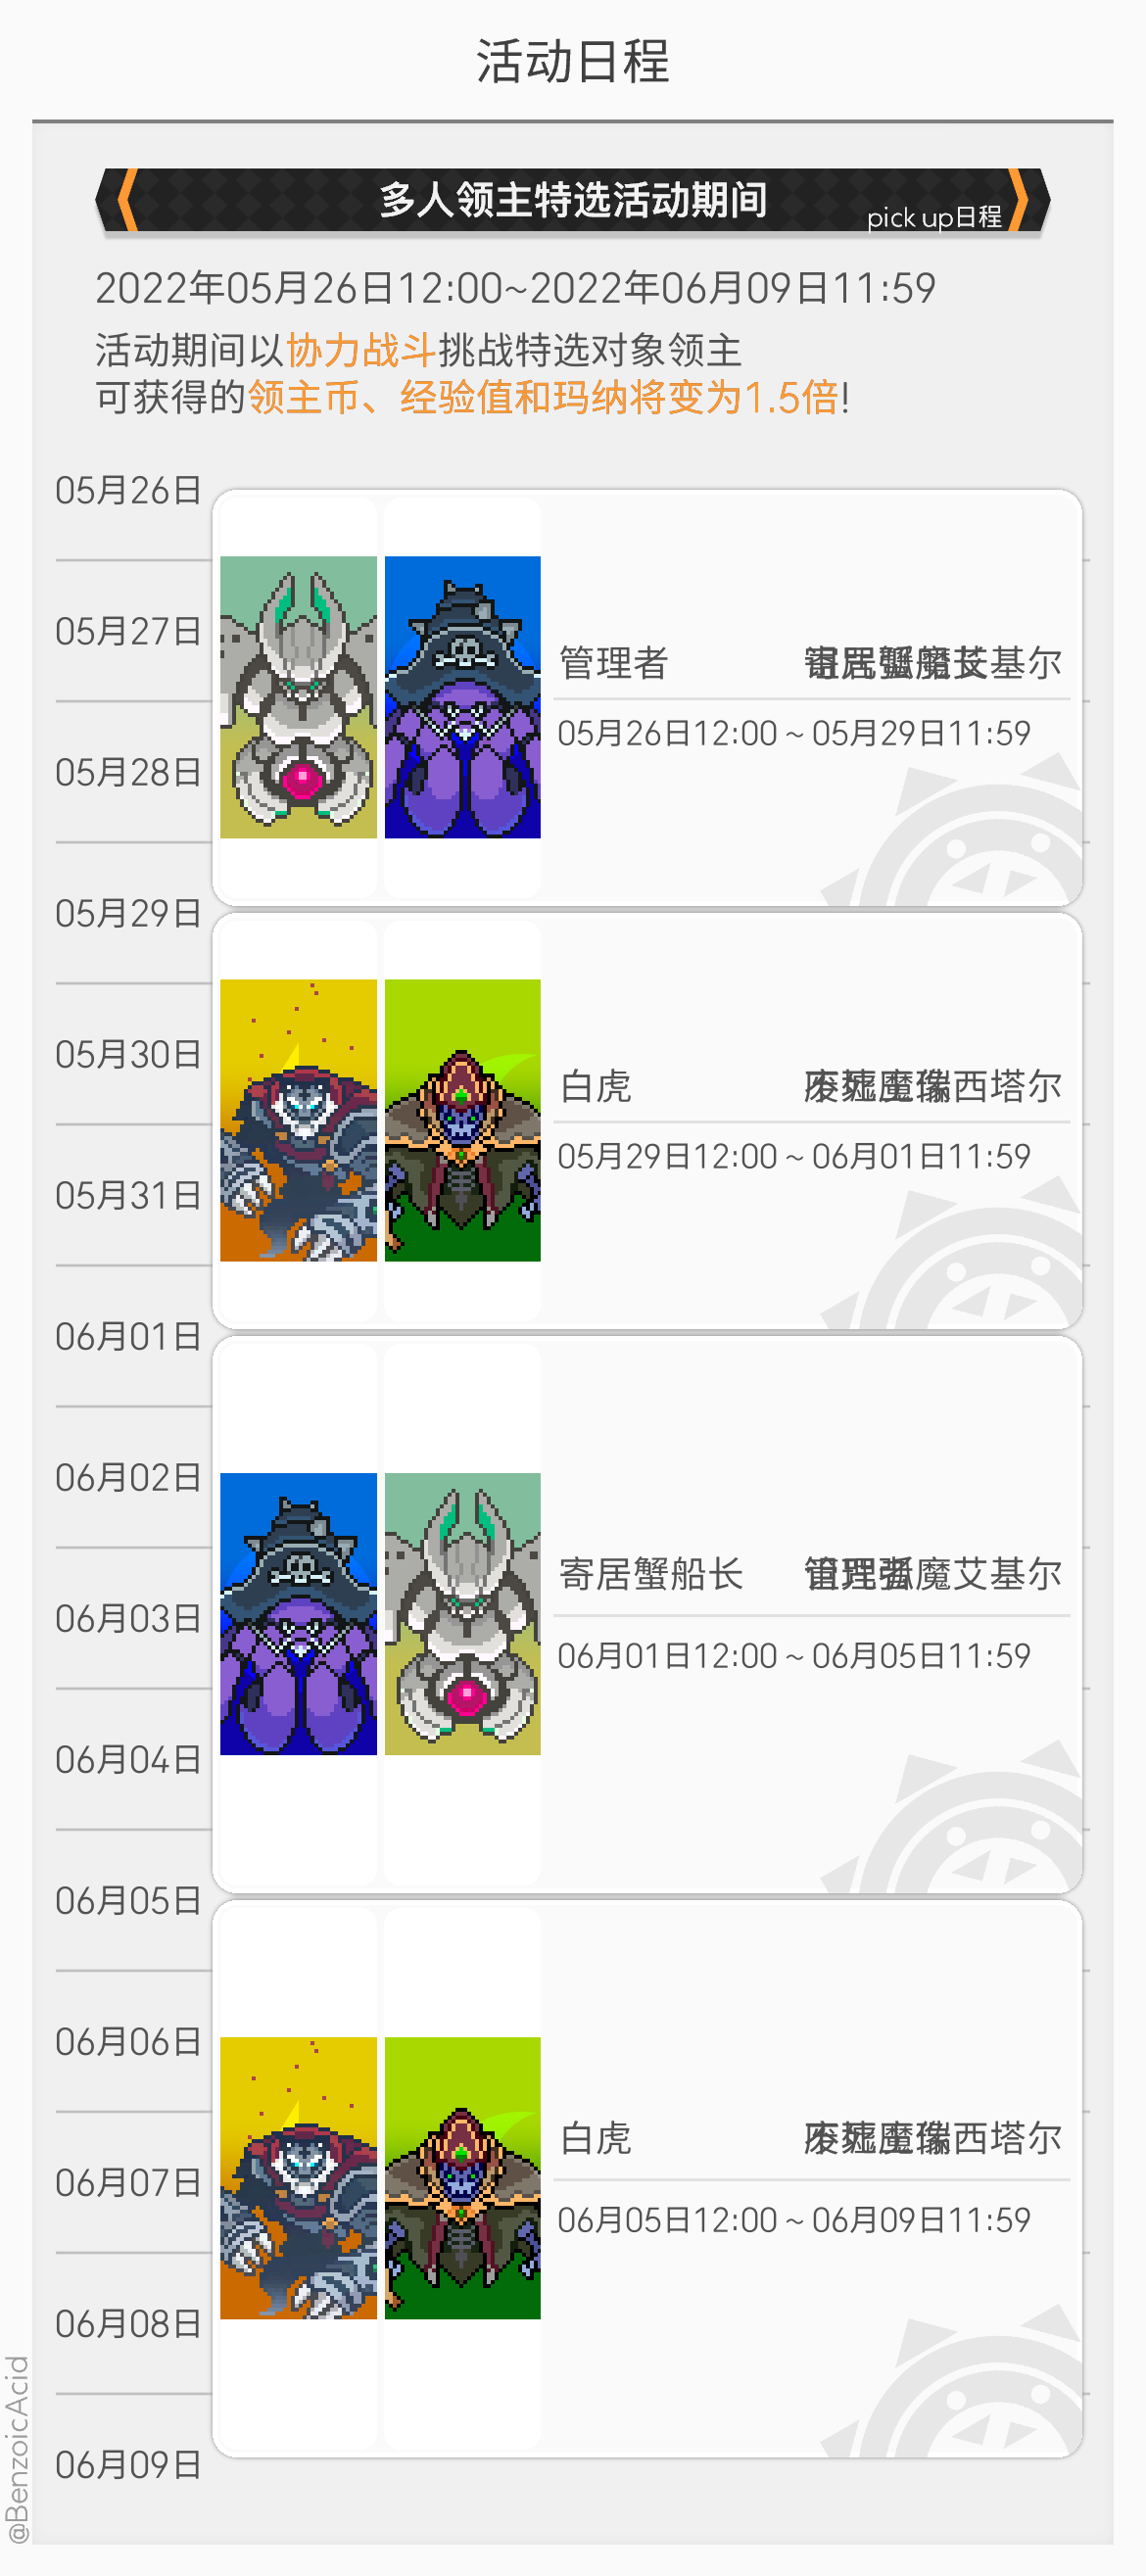 活动日程
多人领主特选活动期间
pick up日程
2022年05月26日12:00~2022年06月09日11:59
活动期间以协力战斗挑战特选对象领主
可获得的领主币、经验值和玛纳将变为1.5倍!
05月26日
05月27日
管理者 基尔
05月26日12:00 ~ 05月29日11:59
05月28日
05月29日
05月30日
白虎 西塔尔
05月29日12:00 ~ 06月01日11:59
05月31日
06月01日
06月02日
寄居蟹船长 魔艾基尔
06月01日12:00 ~ 06月05日11:59
06月03日
06月04日
06月05日
06月06日
白虎 西塔尔
06月07日
06月05日12:00 ~ 06月09日11:59
06月08日
06月09日
@BenzoicAcid